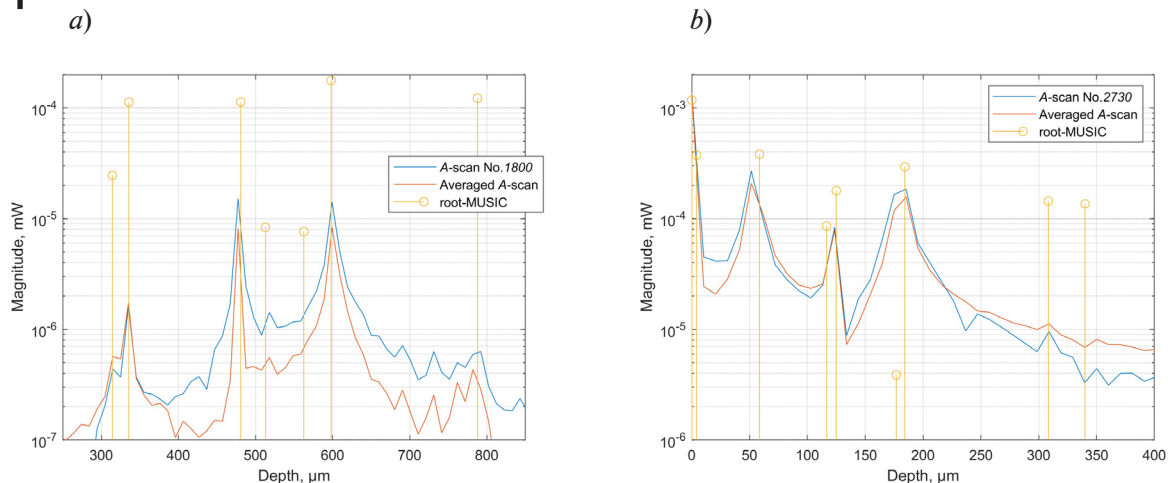 a)
b)
10^-4
10^-5
10^-6
10^-7
Magnitude, mW
300 400 500 600 700 800
Depth, µm
A-scan No.1800
Averaged A-scan
root-MUSIC
10^-3
10^-4
10^-5
10^-6
Magnitude, mW
0 50 100 150 200 250 300 350 400
Depth, µm
A-scan No.2730
Averaged A-scan
root-MUSIC